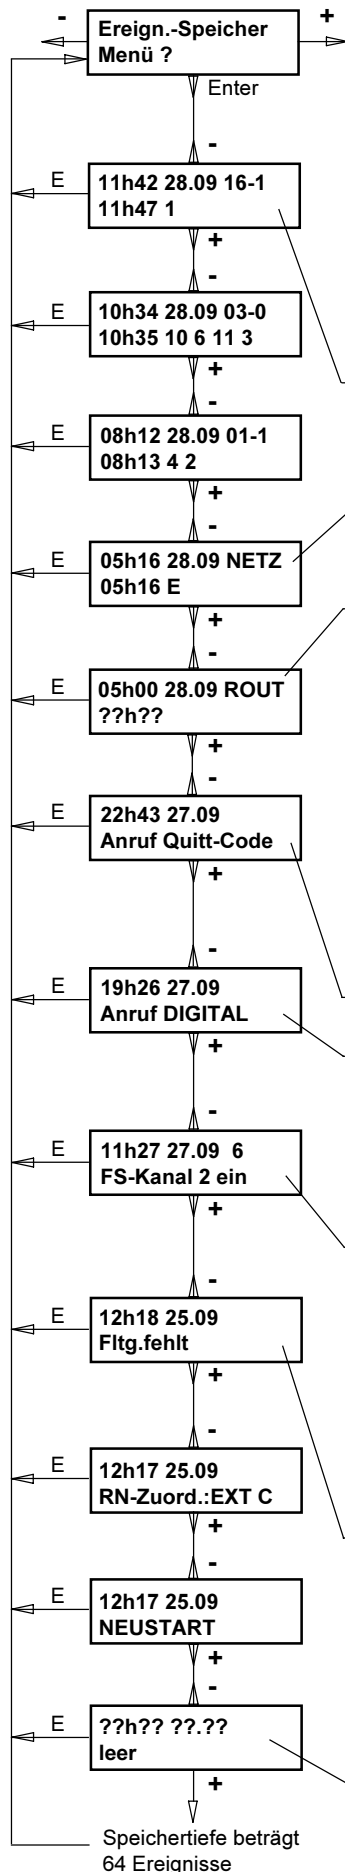 - +
Ereign.-Speicher
Menü ?
Enter
-
E
11h42 28.09 16-1
11h47 1
+
-
E
10h34 28.09 03-0
10h35 10 6 11 3
+
-
E
08h12 28.09 01-1
08h13 4 2
+
-
E
05h16 28.09 NETZ
05h16 E
+
-
E
05h00 28.09 ROUT
??h??
+
-
E
22h43 27.09
Anruf Quitt-Code
+
-
E
19h26 27.09
Anruf DIGITAL
+
-
E
11h27 27.09 6
FS-Kanal 2 ein
+
-
E
12h18 25.09
Fltg.fehlt
+
-
E
12h17 25.09
RN-Zuord.:EXT C
+
-
E
12h17 25.09
NEUSTART
+
-
E
??h?? ??.??
leer
+
Speichertiefe beträgt
64 Ereignisse